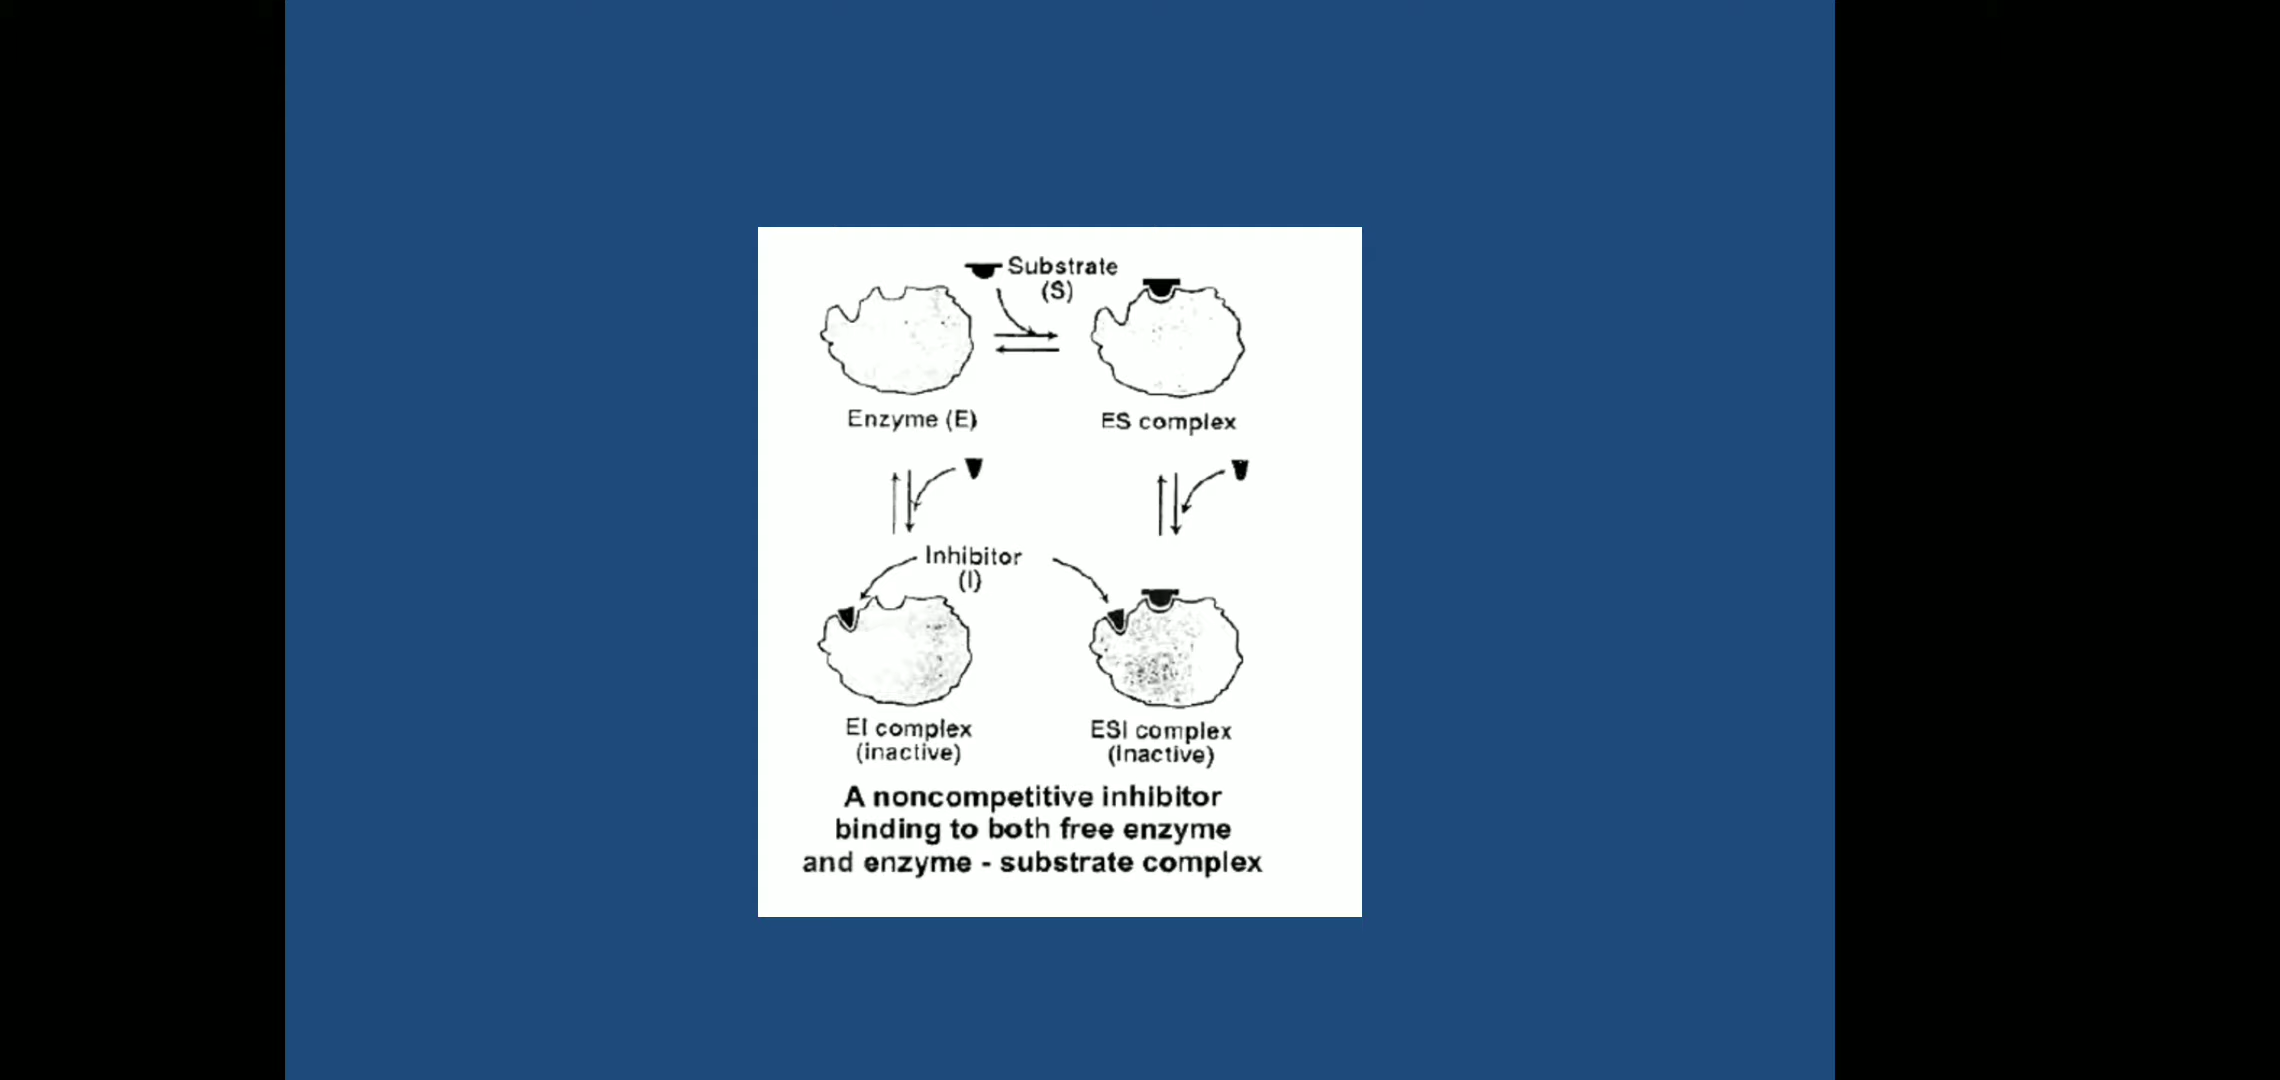 Substrate
(S)
Enzyme (E)
ES complex
Inhibitor
(I)
EI complex
(inactive)
ESI complex
(Inactive)
A noncompetitive inhibitor
binding to both free enzyme
and enzyme - substrate complex